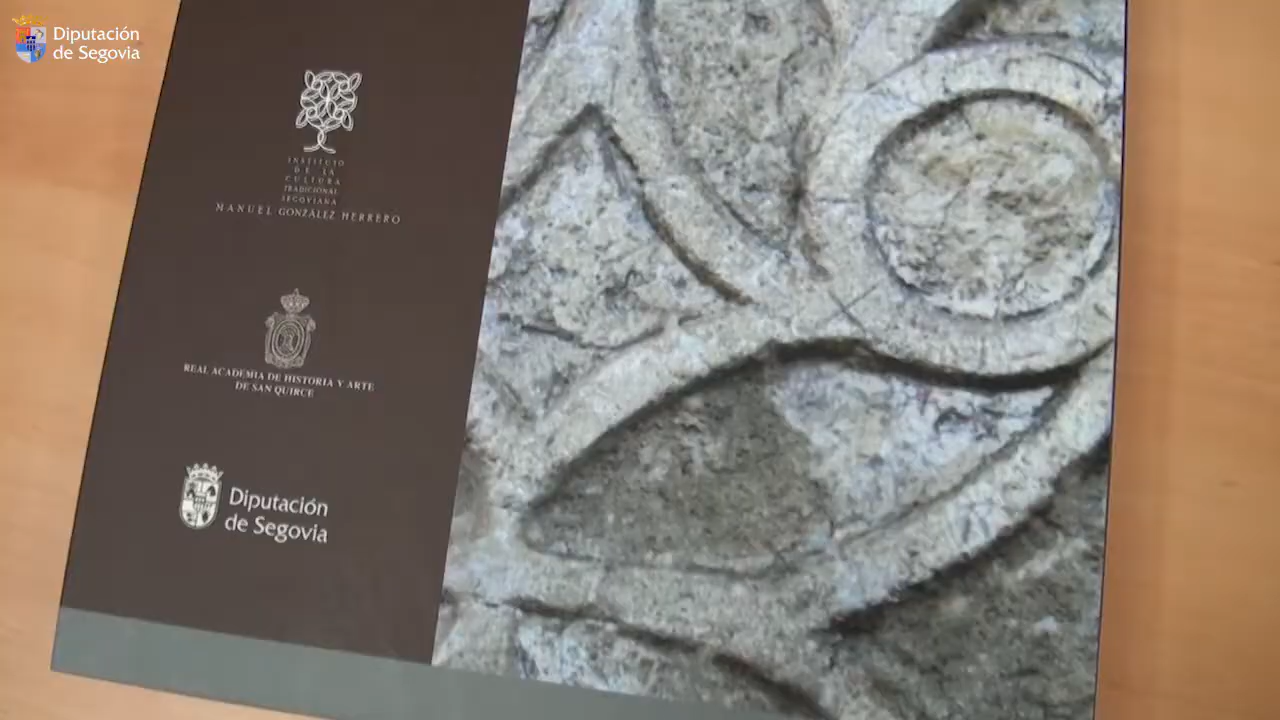 Diputación
de Segovia
INSTITUTO
DE LA
CULTURA
TRADICIONAL
SEGOVIANA
MANUEL GONZÁLEZ HERRERO
REAL ACADEMIA DE HISTORIA Y ARTE
DE SAN QUIRCE
Diputación
de Segovia